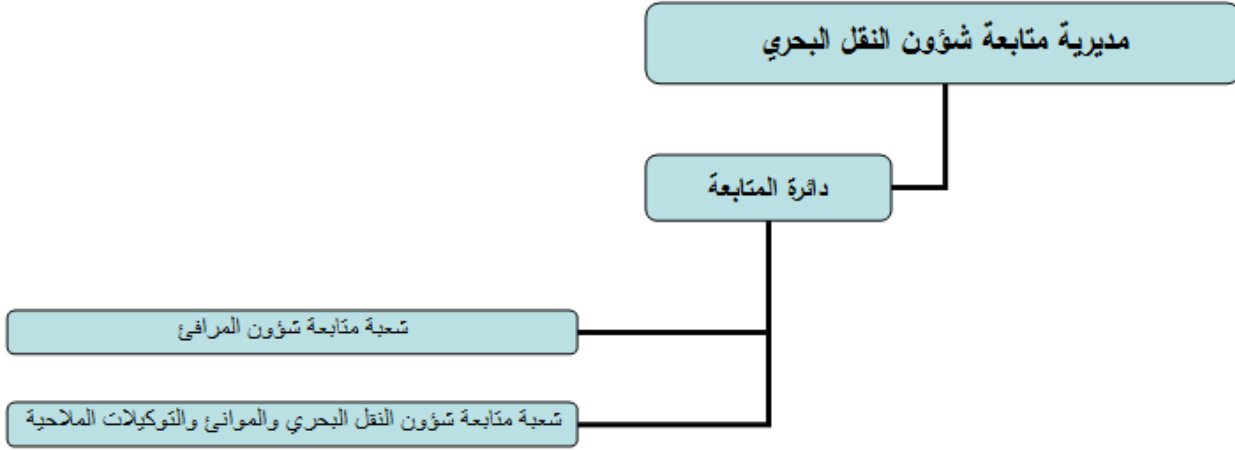 مديرية متابعة شؤون النقل البحري
دائرة المتابعة
شعبة متابعة شؤون المرافئ
شعبة متابعة شؤون النقل البحري والموانئ والتوكيلات الملاحية